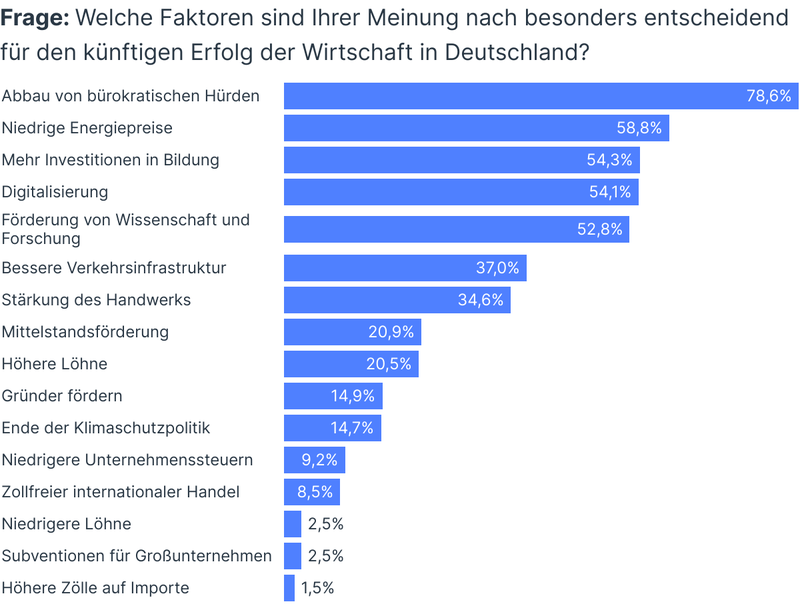 Frage: Welche Faktoren sind Ihrer Meinung nach besonders entscheidend
für den künftigen Erfolg der Wirtschaft in Deutschland?
Abbau von bürokratischen Hürden 78,6%
Niedrige Energiepreise 58,8%
Mehr Investitionen in Bildung 54,3%
Digitalisierung 54,1%
Förderung von Wissenschaft und
Forschung 52,8%
Bessere Verkehrsinfrastruktur 37,0%
Stärkung des Handwerks 34,6%
Mittelstandsförderung 20,9%
Höhere Löhne 20,5%
Gründer fördern 14,9%
Ende der Klimaschutzpolitik 14,7%
Niedrigere Unternehmenssteuern 9,2%
Zollfreier internationaler Handel 8,5%
Niedrigere Löhne 2,5%
Subventionen für Großunternehmen 2,5%
Höhere Zölle auf Importe 1,5%